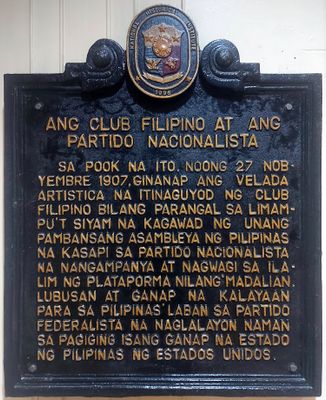 NATIONAL HISTORICAL INSTITUTE
1996
ANG CLUB FILIPINO AT ANG
PARTIDO NACIONALISTA
SA POOK NA ITO, NOONG 27 NOB-
YEMBRE 1907, GINANAP ANG VELADA
ARTISTICA NA ITINAGUYOD NG CLUB
FILIPINO BILANG PARANGAL SA LIMAM-
PU'T SIYAM NA KAGAWAD NG UNANG
PAMBANSANG ASAMBLEYA NG PILIPINAS
NA KASAPI SA PARTIDO NACIONALISTA
NA NANGAMPANYA AT NAGWAGI SA ILA-
LIM NG PLATAPORMA NILANG "MADALIAN,
LUBUSAN AT GANAP NA KALAYAAN
PARA SA PILIPINAS" LABAN SA PARTIDO
FEDERALISTA NA NAGLALAYON NAMAN
SA PAGIGING ISANG GANAP NA ESTADO
NG PILIPINAS NG ESTADOS UNIDOS.